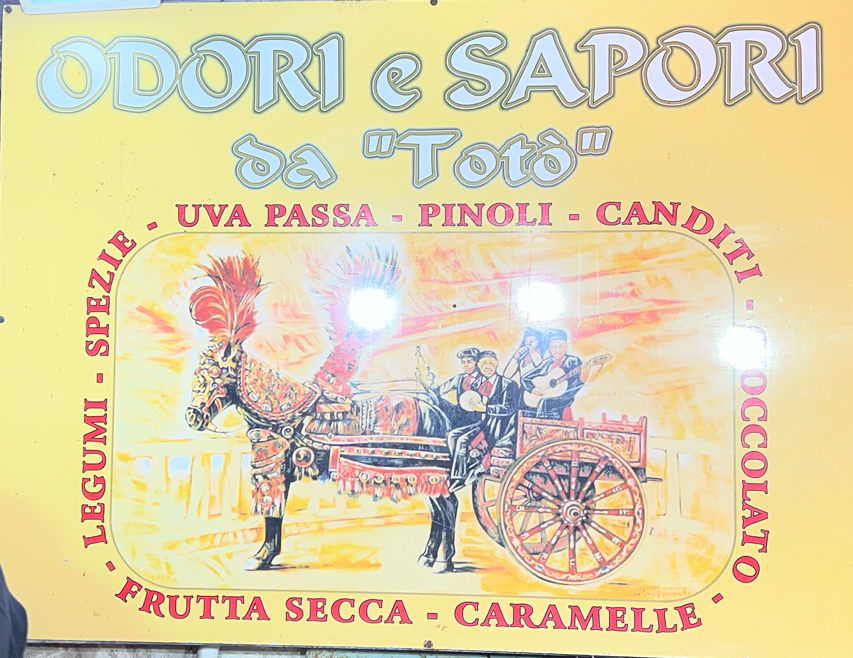 ODORI e SAPORI
da "Totò"
LEGUMI - SPEZIE - UVA PASSA - PINOLI - CANDITI -
- FRUTTA SECCA - CARAMELLE -